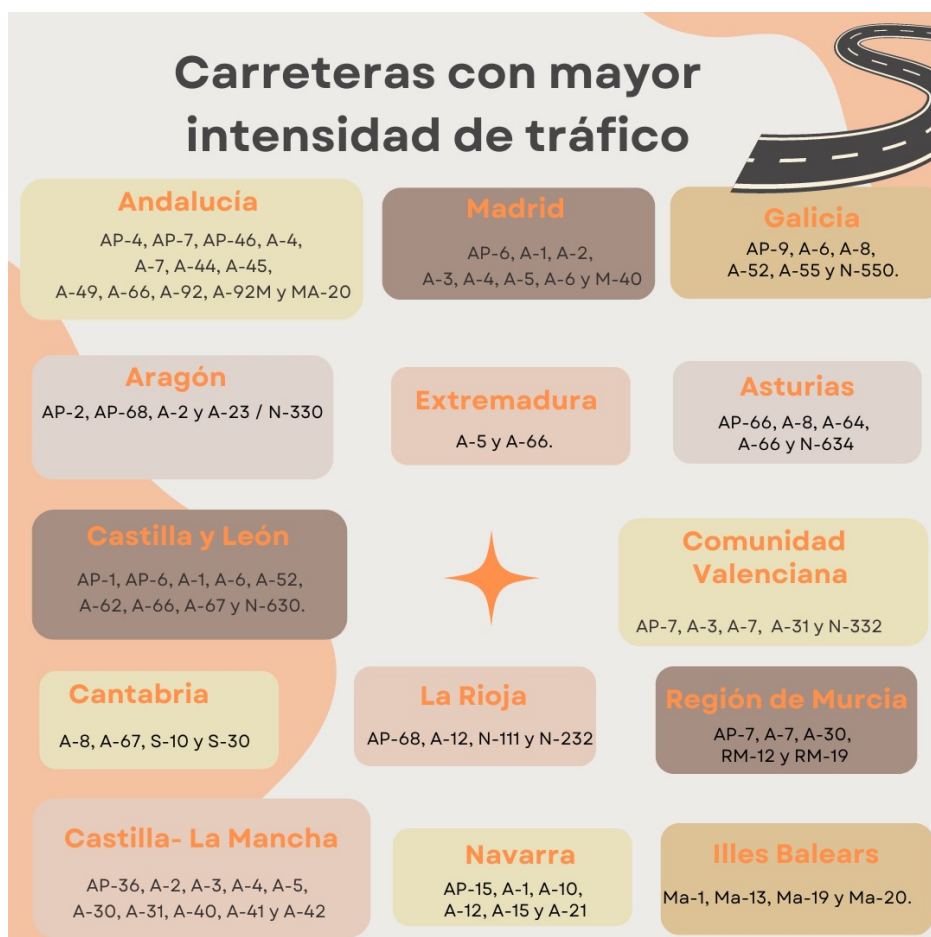 Carreteras con mayor
intensidad de tráfico
Andalucía
AP-4, AP-7, AP-46, A-4,
A-7, A-44, A-45,
A-49, A-66, A-92, A-92M y MA-20
Madrid
AP-6, A-1, A-2,
A-3, A-4, A-5, A-6 y M-40
Galicia
AP-9, A-6, A-8,
A-52, A-55 y N-550.
Aragón
AP-2, AP-68, A-2 y A-23 / N-330
Extremadura
A-5 y A-66.
Asturias
AP-66, A-8, A-64,
A-66 y N-634
Castilla y León
AP-1, AP-6, A-1, A-6, A-52,
A-62, A-66, A-67 y N-630.
Comunidad
Valenciana
AP-7, A-3, A-7, A-31 y N-332
Cantabria
A-8, A-67, S-10 y S-30
La Rioja
AP-68, A-12, N-111 y N-232
Región de Murcia
AP-7, A-7, A-30,
RM-12 y RM-19
Castilla- La Mancha
AP-36, A-2, A-3, A-4, A-5,
A-30, A-31, A-40, A-41 y A-42
Navarra
AP-15, A-1, A-10,
A-12, A-15 y A-21
Illes Balears
Ma-1, Ma-13, Ma-19 y Ma-20.